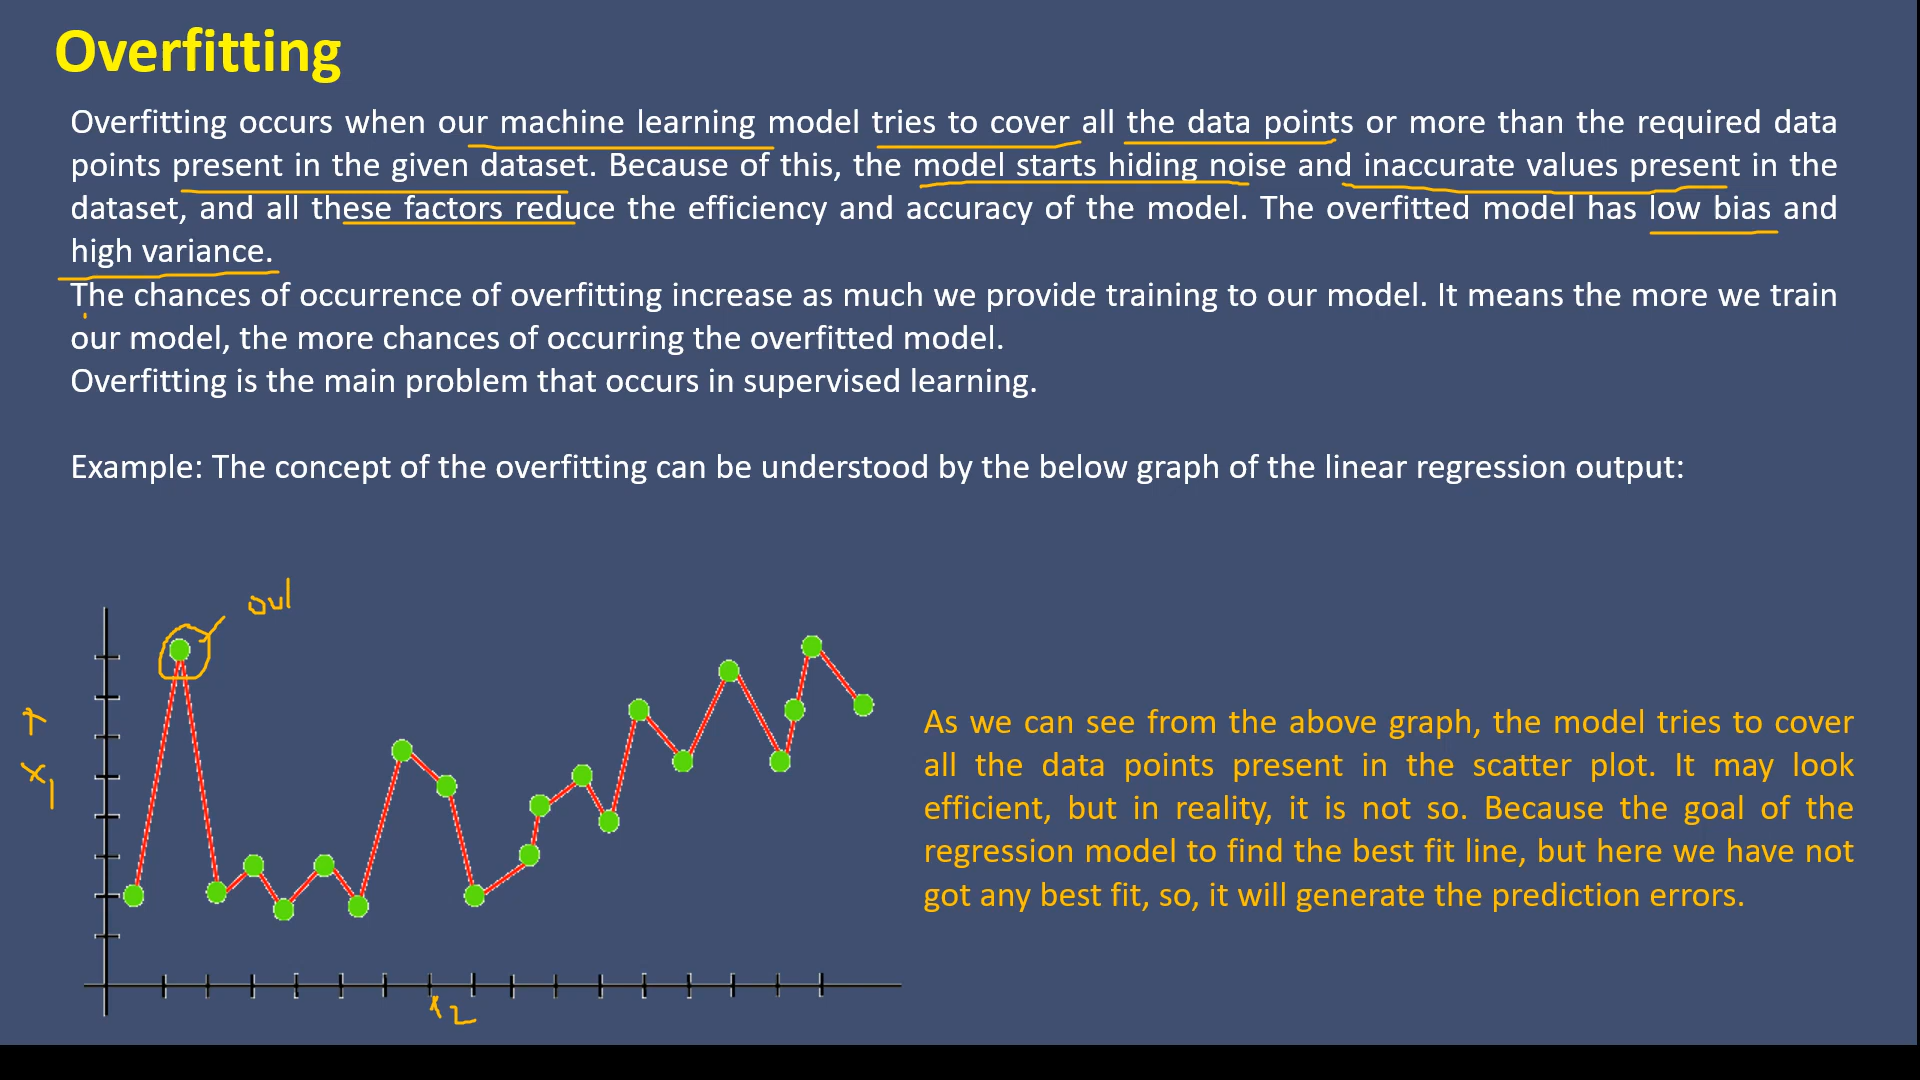 Overfitting
Overfitting occurs when our machine learning model tries to cover all the data points or more than the required data
points present in the given dataset. Because of this, the model starts hiding noise and inaccurate values present in the
dataset, and all these factors reduce the efficiency and accuracy of the model. The overfitted model has low bias and
high variance.
The chances of occurrence of overfitting increase as much we provide training to our model. It means the more we train
our model, the more chances of occurring the overfitted model.
Overfitting is the main problem that occurs in supervised learning.
Example: The concept of the overfitting can be understood by the below graph of the linear regression output:
oul
As we can see from the above graph, the model tries to cover
all the data points present in the scatter plot. It may look
efficient, but in reality, it is not so. Because the goal of the
regression model to find the best fit line, but here we have not
got any best fit, so, it will generate the prediction errors.
x2